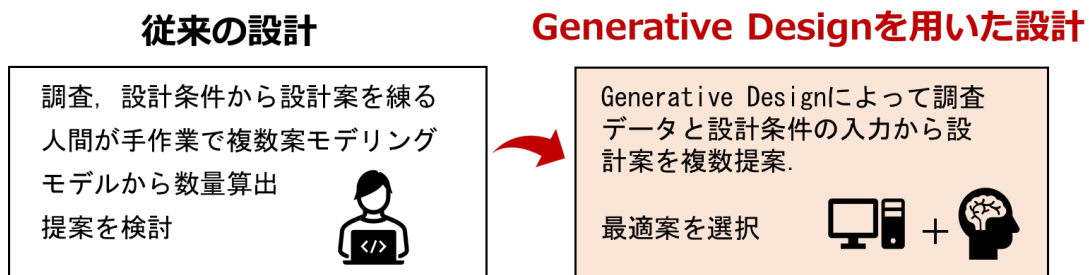 従来の設計
調査，設計条件から設計案を練る
人間が手作業で複数案モデリング
モデルから数量算出
提案を検討
</>
Generative Designを用いた設計
Generative Designによって調査
データと設計条件の入力から設
計案を複数提案.
最適案を選択
+